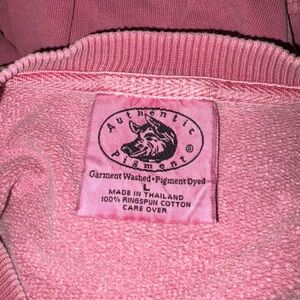 Authentic
Pigment ®
Garment Washed • Pigment Dyed
L
MADE IN THAILAND
100% RINGSPUN COTTON
CARE OVER